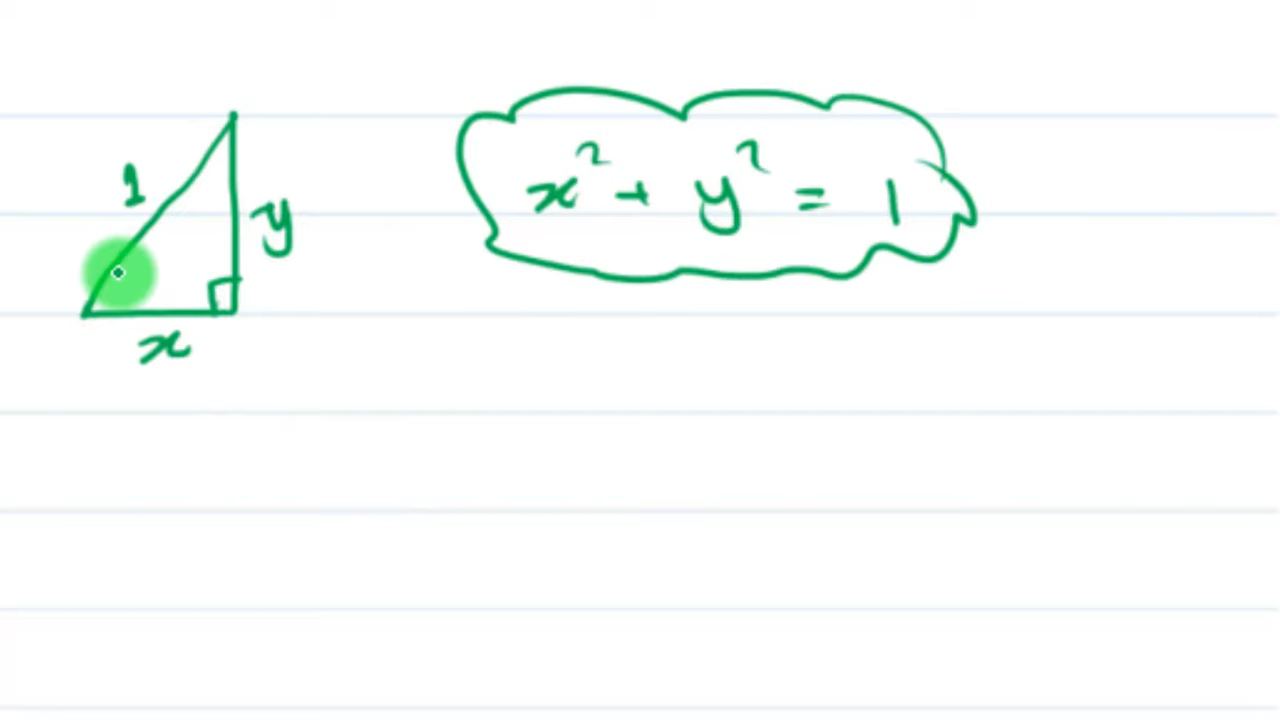 1
y
x
x² + y² = 1